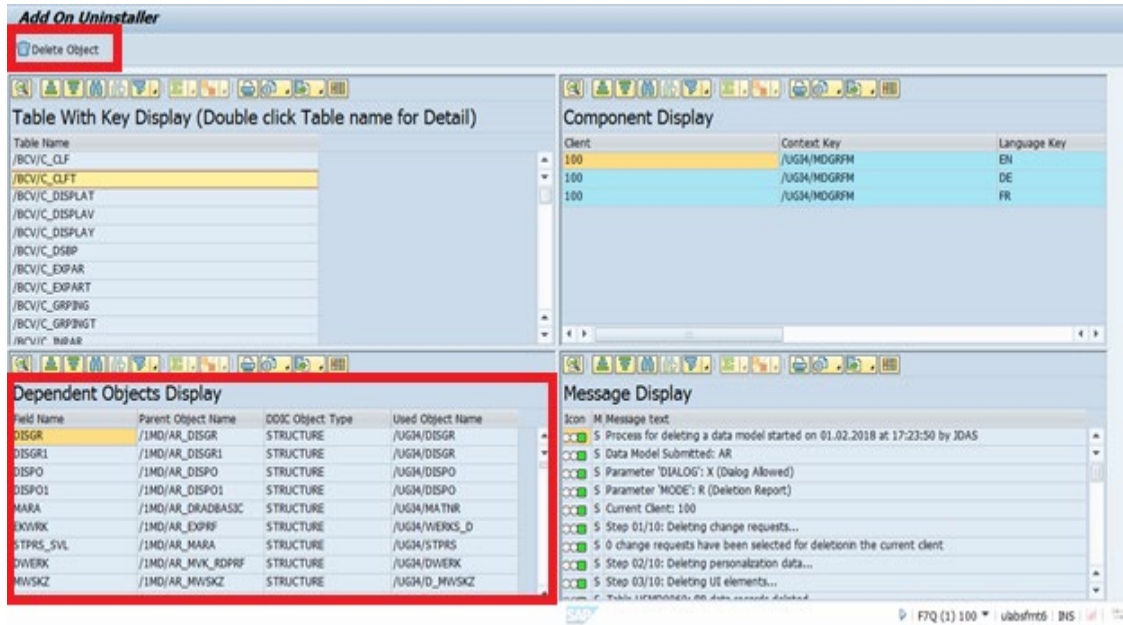 Add On Uninstaller
Delete Object
Table With Key Display (Double click Table name for Detail)
Table Name
/BCV/C_CLF
/BCV/C_CLFT
/BCV/C_DISPLAT
/BCV/C_DISPLAV
/BCV/C_DISPLAY
/BCV/C_DSBP
/BCV/C_EXPAR
/BCV/C_EXPART
/BCV/C_GRPING
/BCV/C_GRPINGT
/BCV/C_INPAR
Component Display
Client Context Key Language Key
100 /UGI4/MDGRFM EN
100 /UGI4/MDGRFM DE
100 /UGI4/MDGRFM FR
Dependent Objects Display
Field Name Parent Object Name DDIC Object Type Used Object Name
DISGR /1MD/AR_DISGR STRUCTURE /UGI4/DISGR
DISGR1 /1MD/AR_DISGR1 STRUCTURE /UGI4/DISGR
DISPO /1MD/AR_DISPO STRUCTURE /UGI4/DISPO
DISPO1 /1MD/AR_DISPO1 STRUCTURE /UGI4/DISPO
MARA /1MD/AR_DRADBASIC STRUCTURE /UGI4/MATNR
EKWRK /1MD/AR_EXPRF STRUCTURE /UGI4/WERKS_D
STPRS_SVL /1MD/AR_MARA STRUCTURE /UGI4/STPRS
DWERK /1MD/AR_MVK_RDPRF STRUCTURE /UGI4/DWERK
MWSKZ /1MD/AR_MWSKZ STRUCTURE /UGI4/D_MWSKZ
Message Display
Icon M Message text
S Process for deleting a data model started on 01.02.2018 at 17:23:50 by IDAS
S Data Model Submitted: AR
S Parameter 'DIALOG': X (Dialog Allowed)
S Parameter 'MODE': R (Deletion Report)
S Current Client: 100
S Step 01/10: Deleting change requests...
S 0 change requests have been selected for deletionin the current client
S Step 02/10: Deleting personalization data...
S Step 03/10: Deleting UI elements...
SAP
F7Q (1) 100 ulabsfmt6 INS